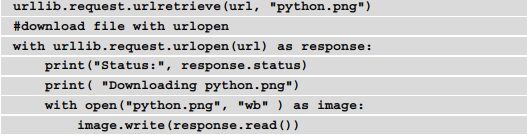 urllib.request.urlretrieve(url, "python.png")
#download file with urlopen
with urllib.request.urlopen(url) as response:
    print("Status:", response.status)
    print( "Downloading python.png")
    with open("python.png", "wb" ) as image:
        image.write(response.read())